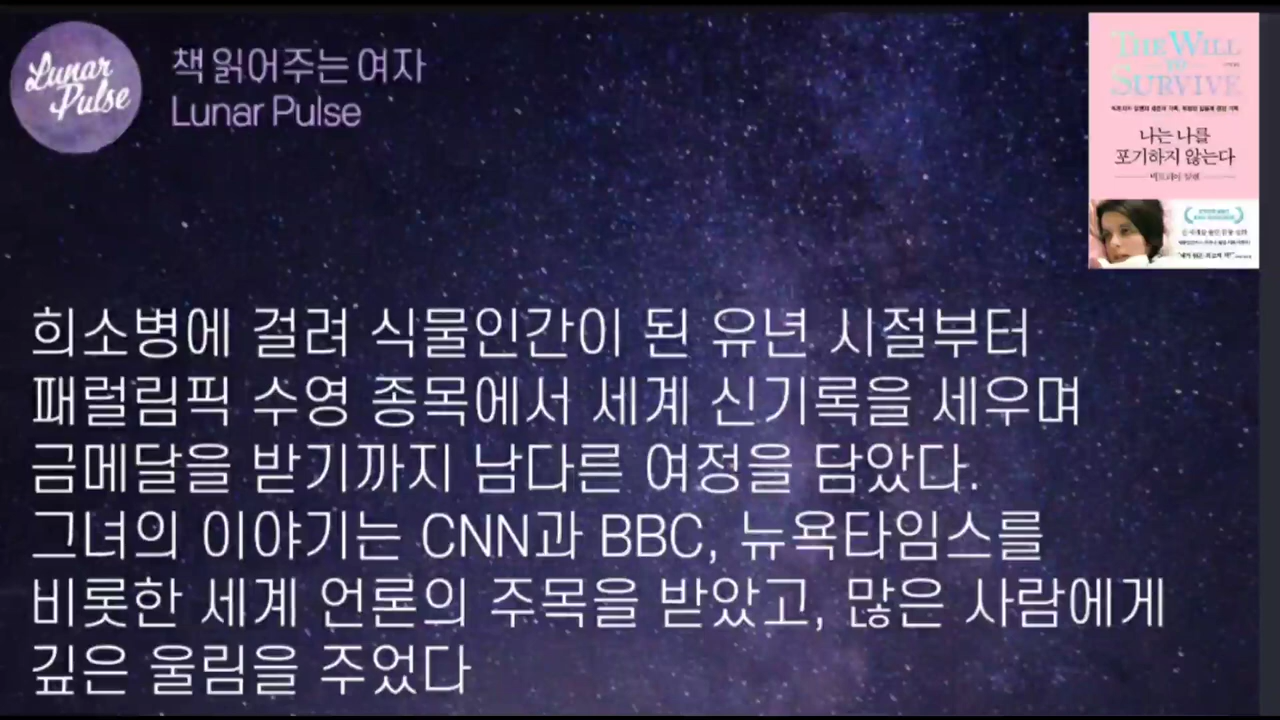 Lunar
Pulse
책 읽어주는 여자
Lunar Pulse
THE WILL
TO
SURVIVE
나는 나를
포기하지 않는다
희소병에 걸려 식물인간이 된 유년 시절부터
패럴림픽 수영 종목에서 세계 신기록을 세우며
금메달을 받기까지 남다른 여정을 담았다.
그녀의 이야기는 CNN과 BBC, 뉴욕타임스를
비롯한 세계 언론의 주목을 받았고, 많은 사람에게
깊은 울림을 주었다